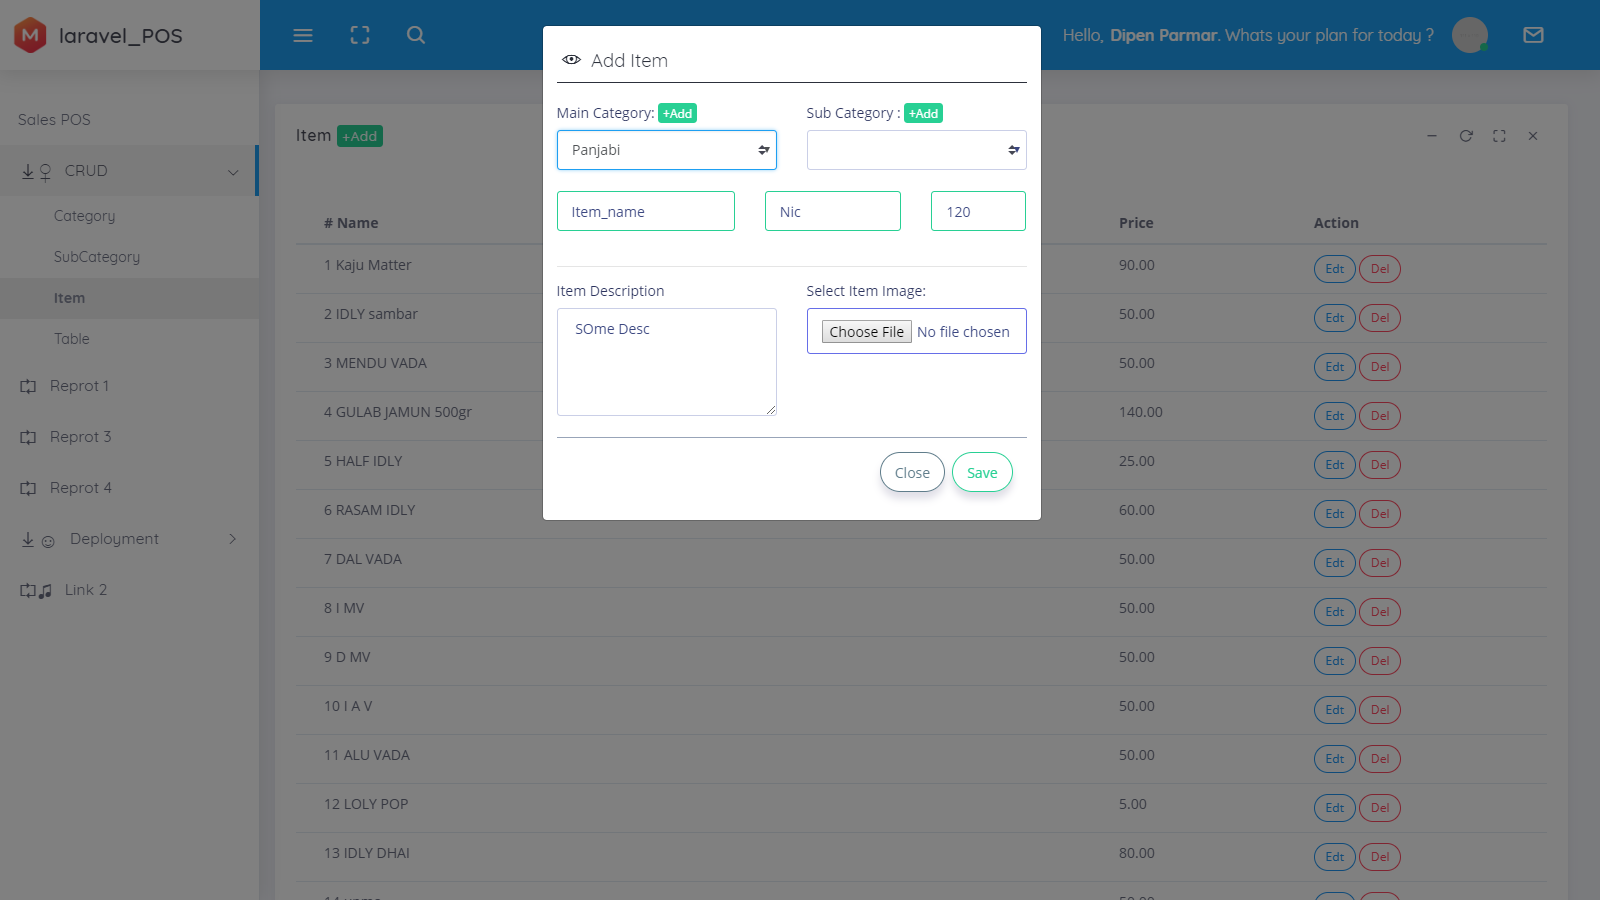 laravel_POS
Hello, Dipen Parmar. Whats your plan for today ?
Sales POS
CRUD
Category
SubCategory
Item
Table
Reprot 1
Reprot 3
Reprot 4
Deployment
Link 2
Item +Add
# Name Price Action
1 Kaju Matter 90.00 Edt Del
2 IDLY sambar 50.00 Edt Del
3 MENDU VADA 50.00 Edt Del
4 GULAB JAMUN 500gr 140.00 Edt Del
5 HALF IDLY 25.00 Edt Del
6 RASAM IDLY 60.00 Edt Del
7 DAL VADA 50.00 Edt Del
8 I MV 50.00 Edt Del
9 D MV 50.00 Edt Del
10 I A V 50.00 Edt Del
11 ALU VADA 50.00 Edt Del
12 LOLY POP 5.00 Edt Del
13 IDLY DHAI 80.00 Edt Del
Add Item
Main Category: +Add Sub Category : +Add
Panjabi
Item_name Nic 120
Item Description Select Item Image:
SOme Desc Choose File No file chosen
Close Save